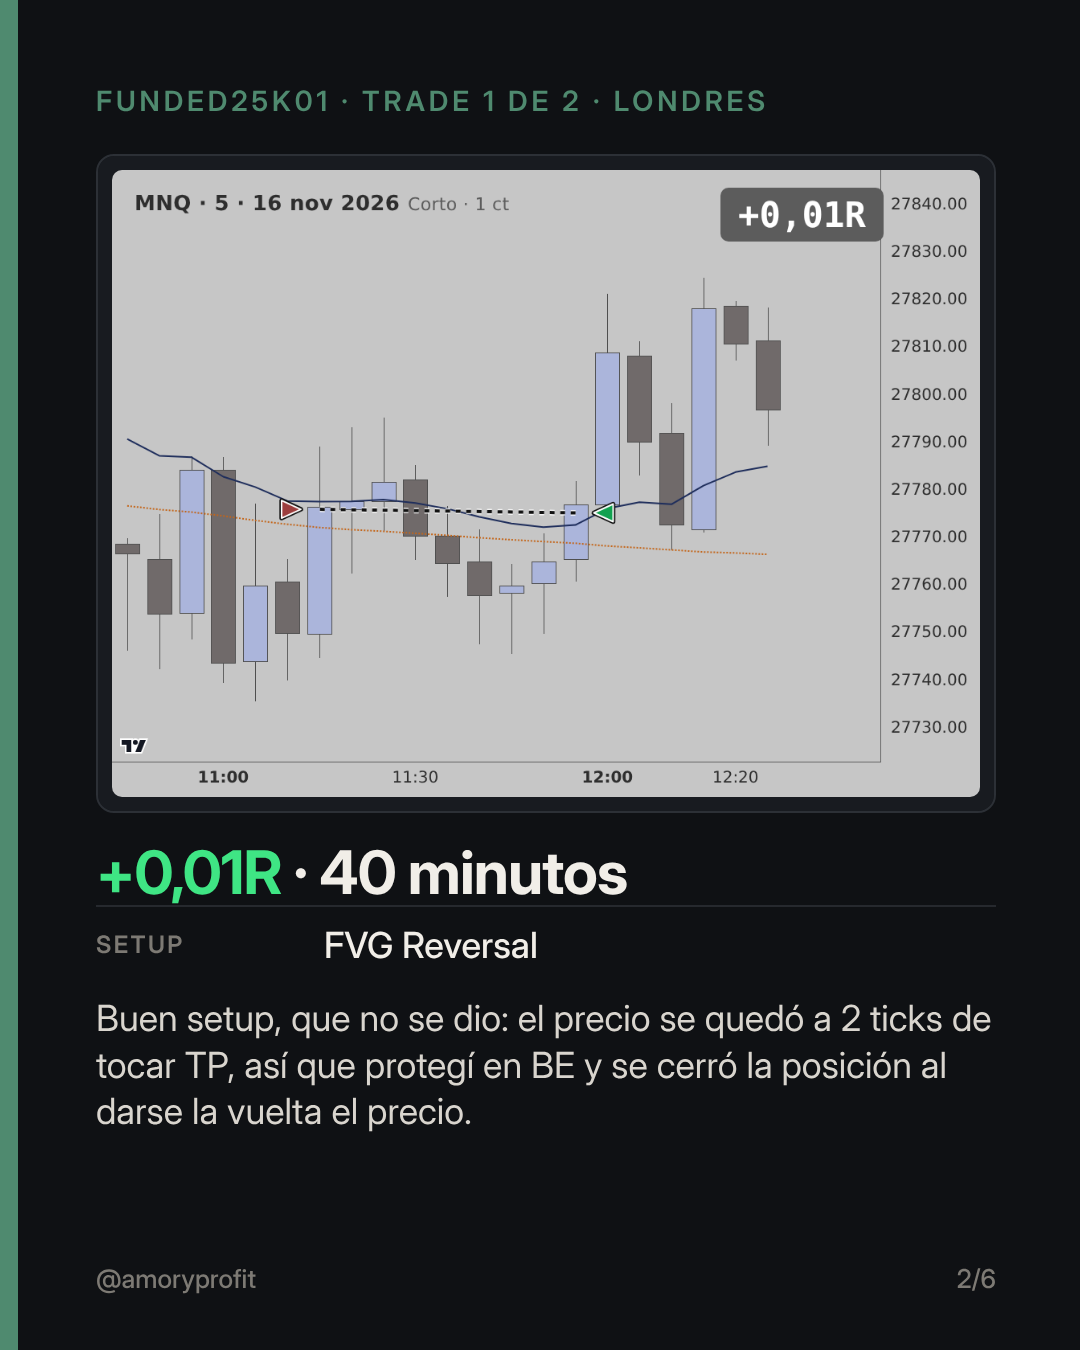 FUNDED25K01 · TRADE 1 DE 2 · LONDRES
MNQ · 5 · 16 nov 2026 Corto · 1 ct
+0,01R
27840.00
27830.00
27820.00
27810.00
27800.00
27790.00
27780.00
27770.00
27760.00
27750.00
27740.00
27730.00
11:00 11:30 12:00 12:20
+0,01R · 40 minutos
SETUP FVG Reversal
Buen setup, que no se dio: el precio se quedó a 2 ticks de
tocar TP, así que protegí en BE y se cerró la posición al
darse la vuelta el precio.
@amoryprofit 2/6